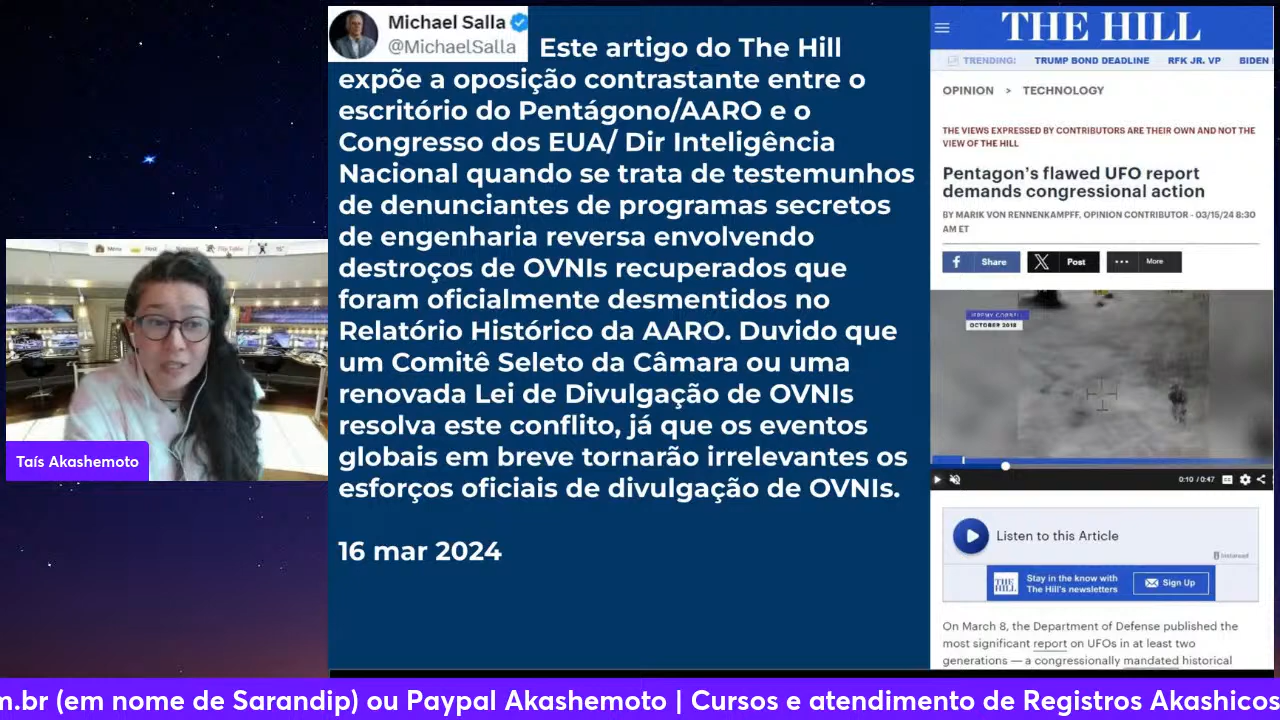 Michael Salla
@MichaelSalla
Este artigo do The Hill
expõe a oposição contrastante entre o
escritório do Pentágono/AARO e o
Congresso dos EUA/ Dir Inteligência
Nacional quando se trata de testemunhos
de denunciantes de programas secretos
de engenharia reversa envolvendo
destroços de OVNIs recuperados que
foram oficialmente desmentidos no
Relatório Histórico da AARO. Duvido que
um Comitê Seleto da Câmara ou uma
renovada Lei de Divulgação de OVNIs
resolva este conflito, já que os eventos
globais em breve tornarão irrelevantes os
esforços oficiais de divulgação de OVNIs.
16 mar 2024
THE HILL
TRENDING: TRUMP BOND DEADLINE RFK JR. VP BIDEN
OPINION > TECHNOLOGY
THE VIEWS EXPRESSED BY CONTRIBUTORS ARE THEIR OWN AND NOT THE
VIEW OF THE HILL
Pentagon's flawed UFO report
demands congressional action
BY MARIK VON RENNENKAMPFF, OPINION CONTRIBUTOR - 03/15/24 8:30
AM ET
Share
Post
More
JEREMY CORBELL
OCTOBER 2018
0:10 / 0:47
Listen to this Article
Instaread
THE HILL
Stay in the know with
The Hill's newsletters
Sign Up
On March 8, the Department of Defense published the
most significant report on UFOs in at least two
generations — a congressionally mandated historical
Taís Akashemoto
m.br (em nome de Sarandip) ou Paypal Akashemoto | Cursos e atendimento de Registros Akashicos